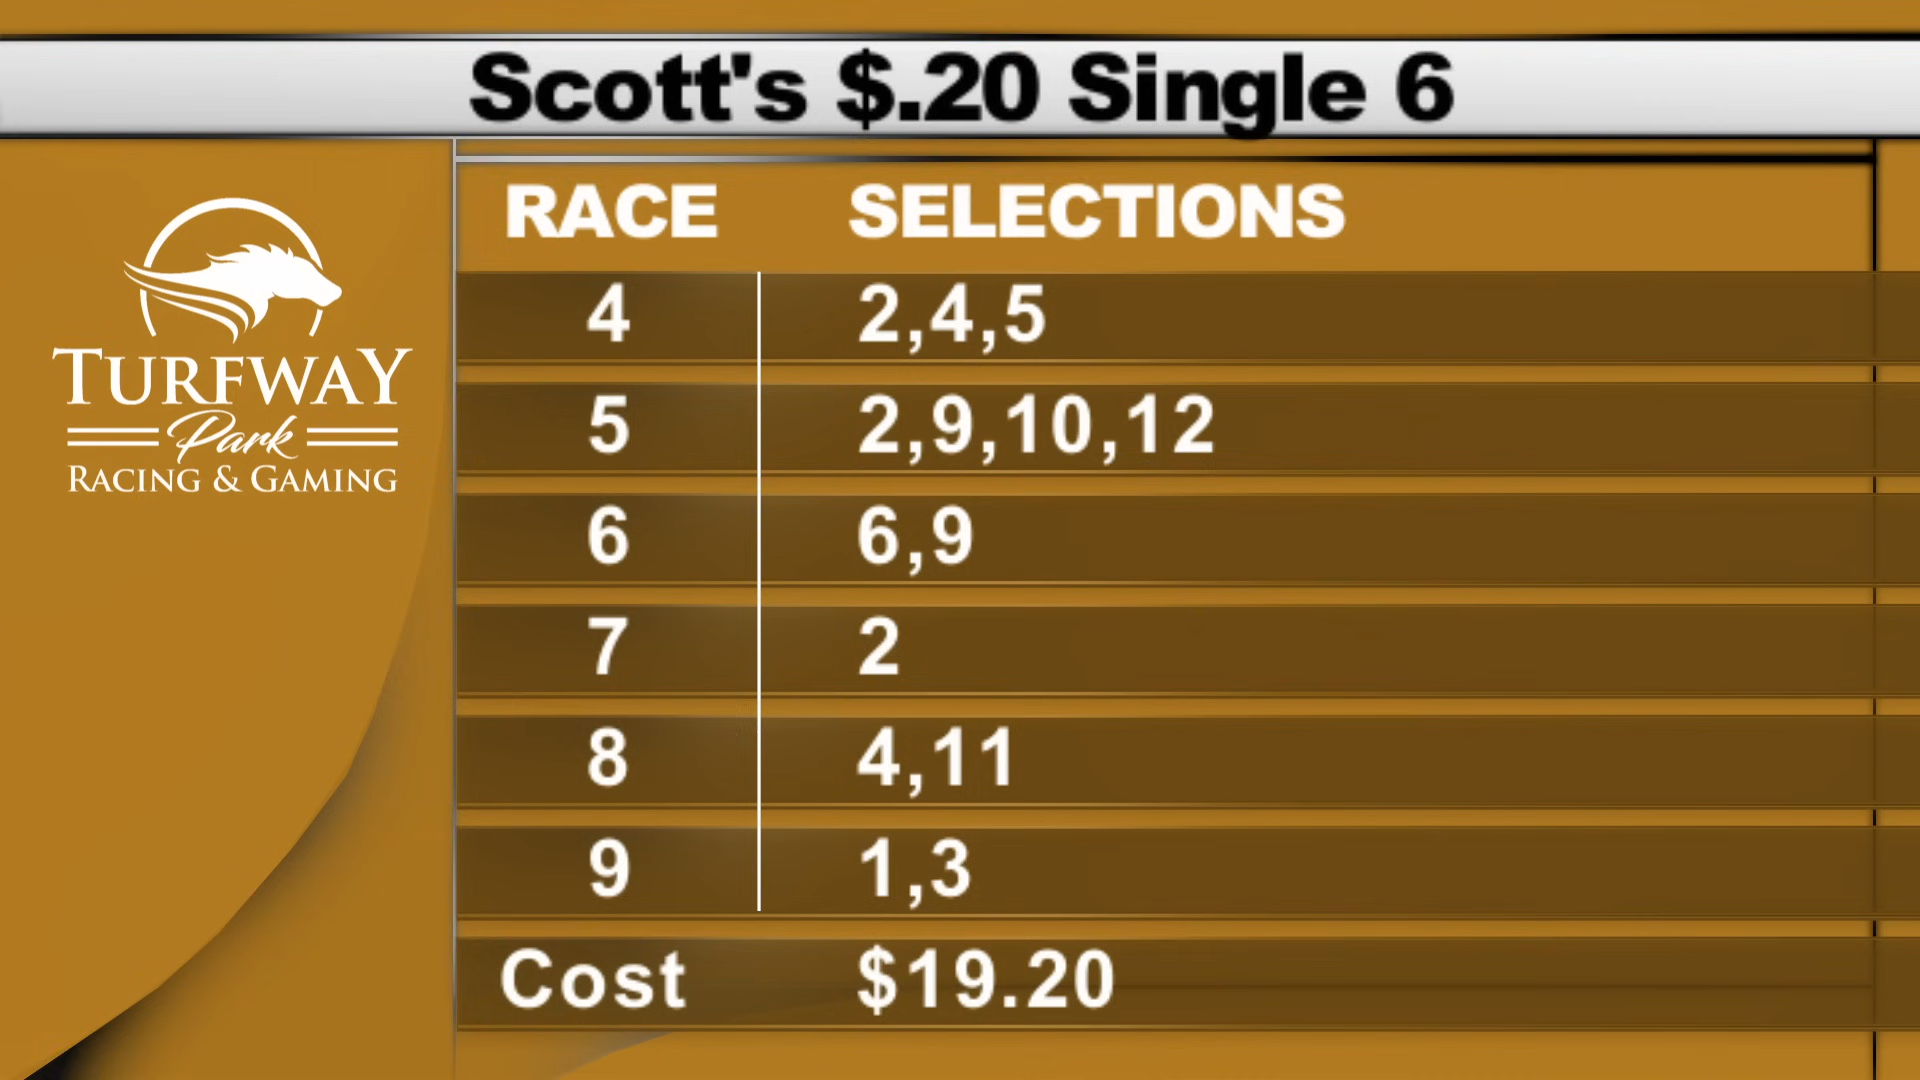 Scott's $.20 Single 6
TURFWAY
Park
RACING & GAMING
RACE SELECTIONS
4 2,4,5
5 2,9,10,12
6 6,9
7 2
8 4,11
9 1,3
Cost $19.20